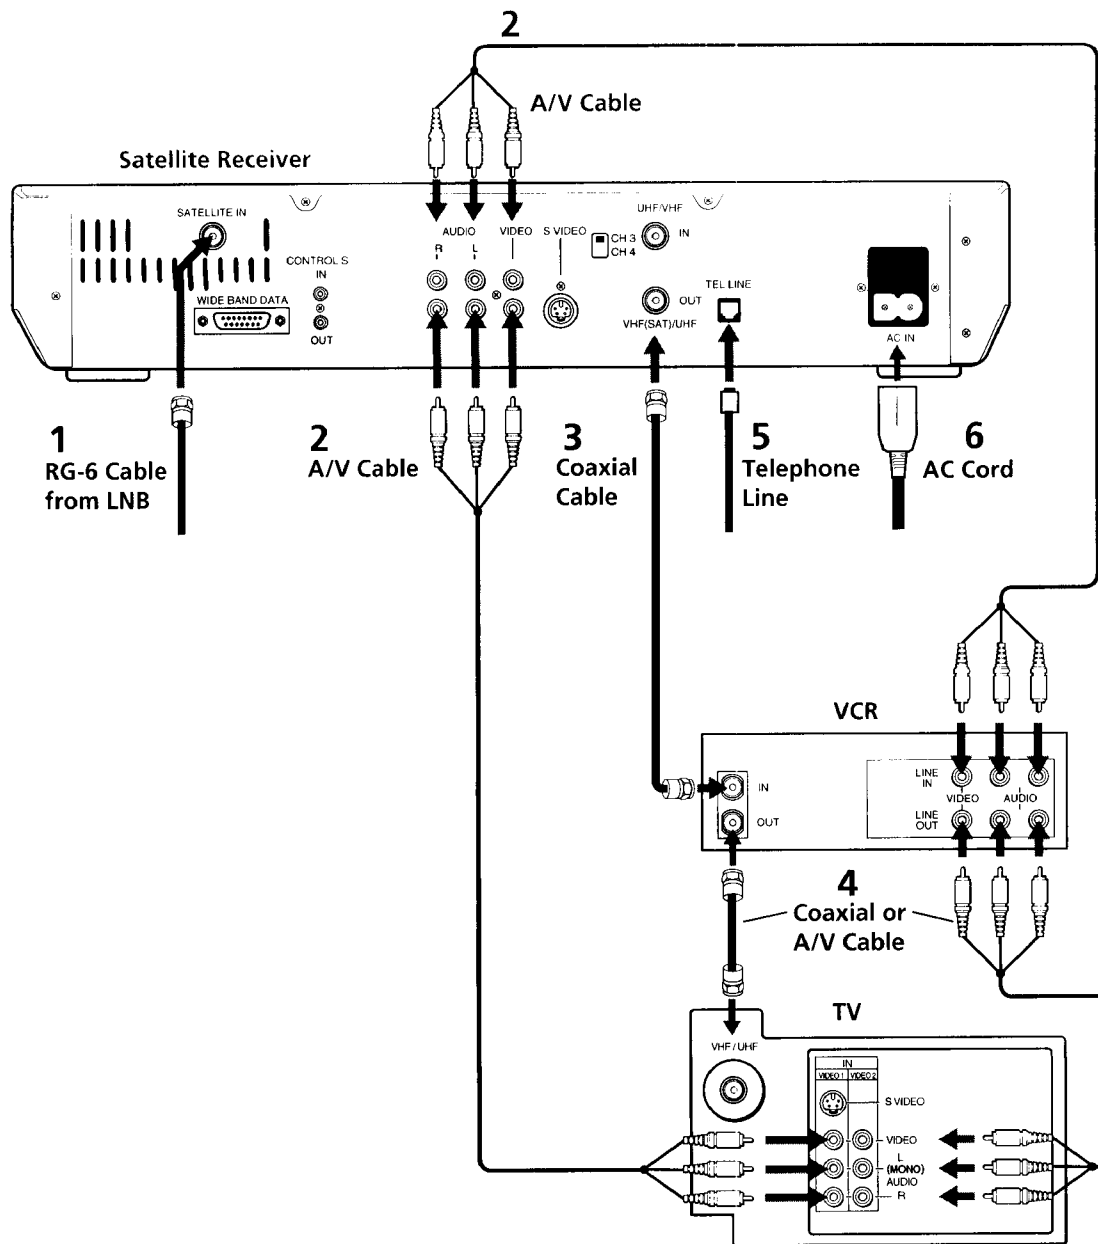 2
A/V Cable
Satellite Receiver
SATELLITE IN
UHF/VHF
AUDIO
VIDEO
S VIDEO
CH 3
CH 4
IN
R
L
CONTROL S
IN
TEL LINE
WIDE BAND DATA
OUT
OUT
VHF(SAT)/UHF
AC IN
1
RG-6 Cable
from LNB
2
A/V Cable
3
Coaxial
Cable
5
Telephone
Line
6
AC Cord
VCR
IN
OUT
LINE
IN
VIDEO
AUDIO
LINE
OUT
4
Coaxial or
A/V Cable
TV
VHF/UHF
IN
VIDEO 1
VIDEO 2
S VIDEO
VIDEO
L
(MONO)
AUDIO
R